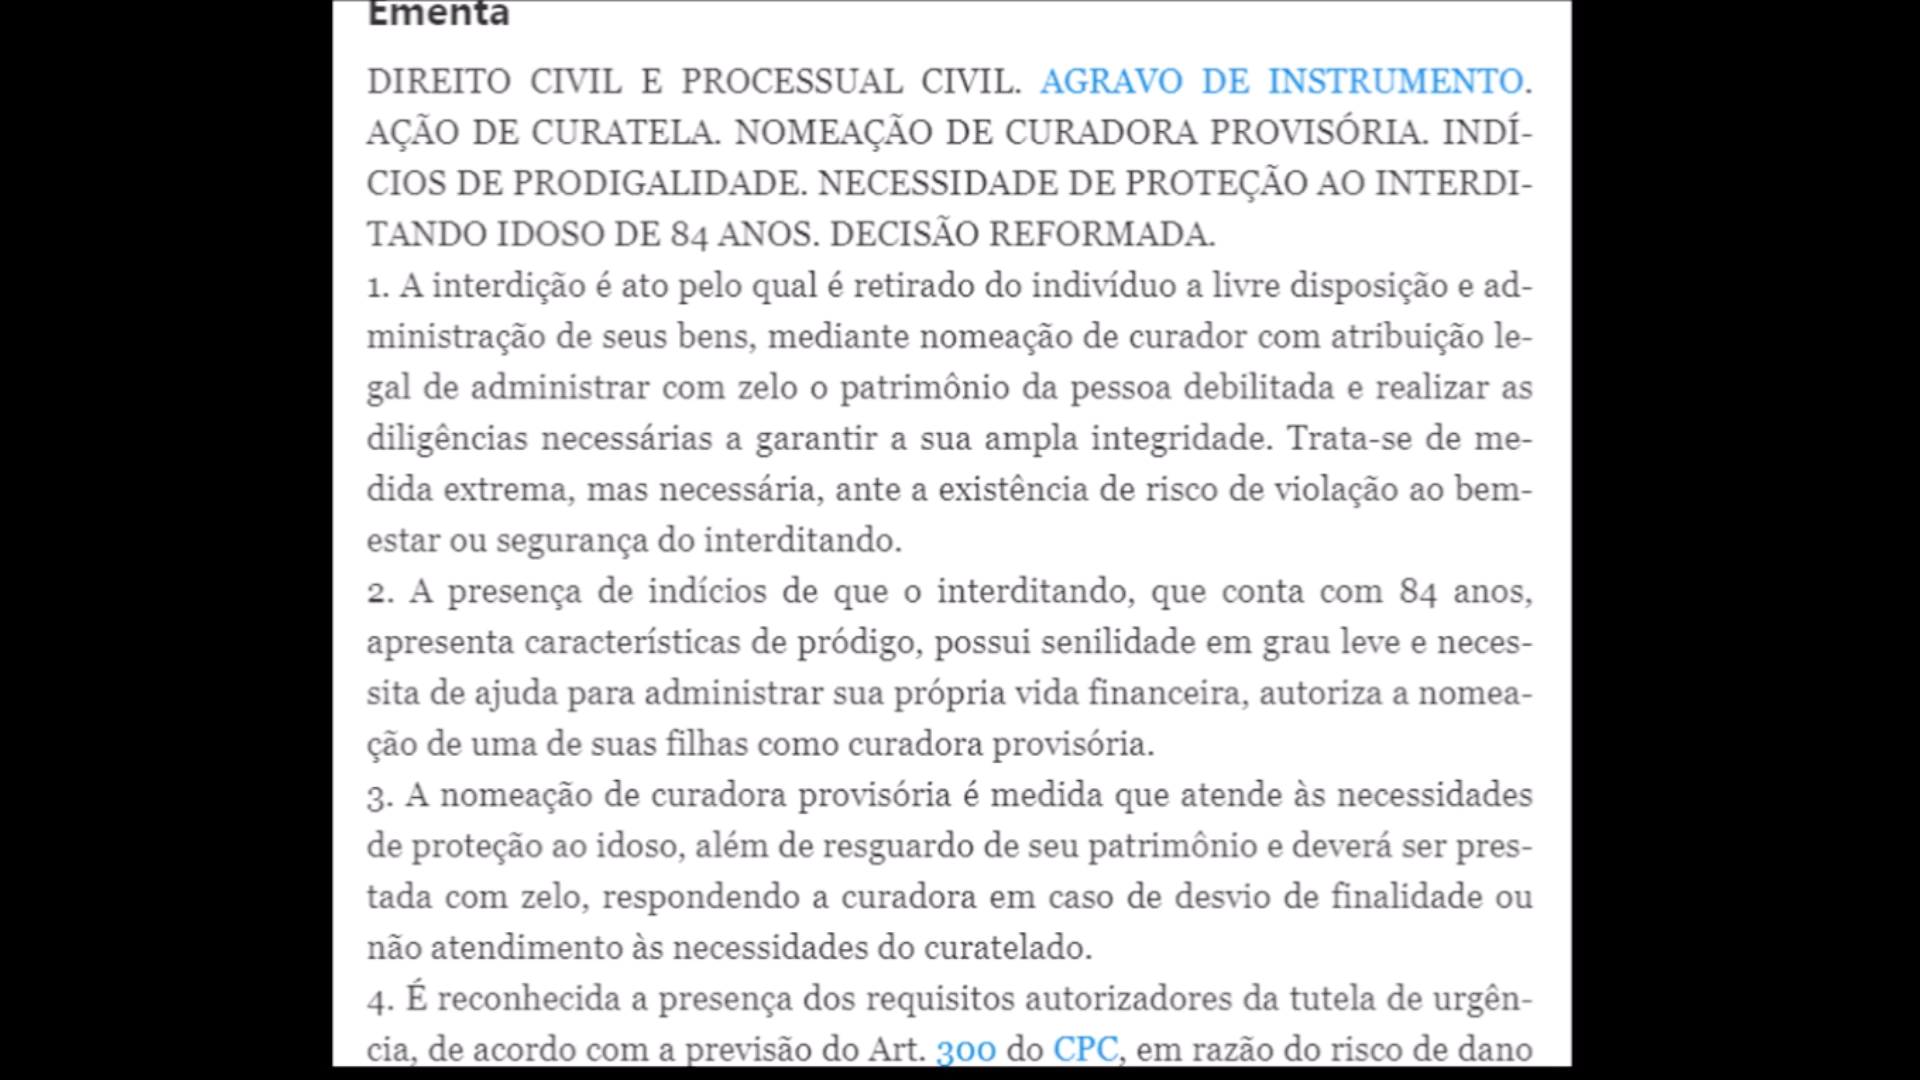 Ementa
DIREITO CIVIL E PROCESSUAL CIVIL. AGRAVO DE INSTRUMENTO.
AÇÃO DE CURATELA. NOMEAÇÃO DE CURADORA PROVISÓRIA. INDÍ-
CIOS DE PRODIGALIDADE. NECESSIDADE DE PROTEÇÃO AO INTERDI-
TANDO IDOSO DE 84 ANOS. DECISÃO REFORMADA.
1. A interdição é ato pelo qual é retirado do indivíduo a livre disposição e ad-
ministração de seus bens, mediante nomeação de curador com atribuição le-
gal de administrar com zelo o patrimônio da pessoa debilitada e realizar as
diligências necessárias a garantir a sua ampla integridade. Trata-se de me-
dida extrema, mas necessária, ante a existência de risco de violação ao bem-
estar ou segurança do interditando.
2. A presença de indícios de que o interditando, que conta com 84 anos,
apresenta características de pródigo, possui senilidade em grau leve e neces-
sita de ajuda para administrar sua própria vida financeira, autoriza a nomea-
ção de uma de suas filhas como curadora provisória.
3. A nomeação de curadora provisória é medida que atende às necessidades
de proteção ao idoso, além de resguardo de seu patrimônio e deverá ser pres-
tada com zelo, respondendo a curadora em caso de desvio de finalidade ou
não atendimento às necessidades do curatelado.
4. É reconhecida a presença dos requisitos autorizadores da tutela de urgên-
cia, de acordo com a previsão do Art. 300 do CPC, em razão do risco de dano